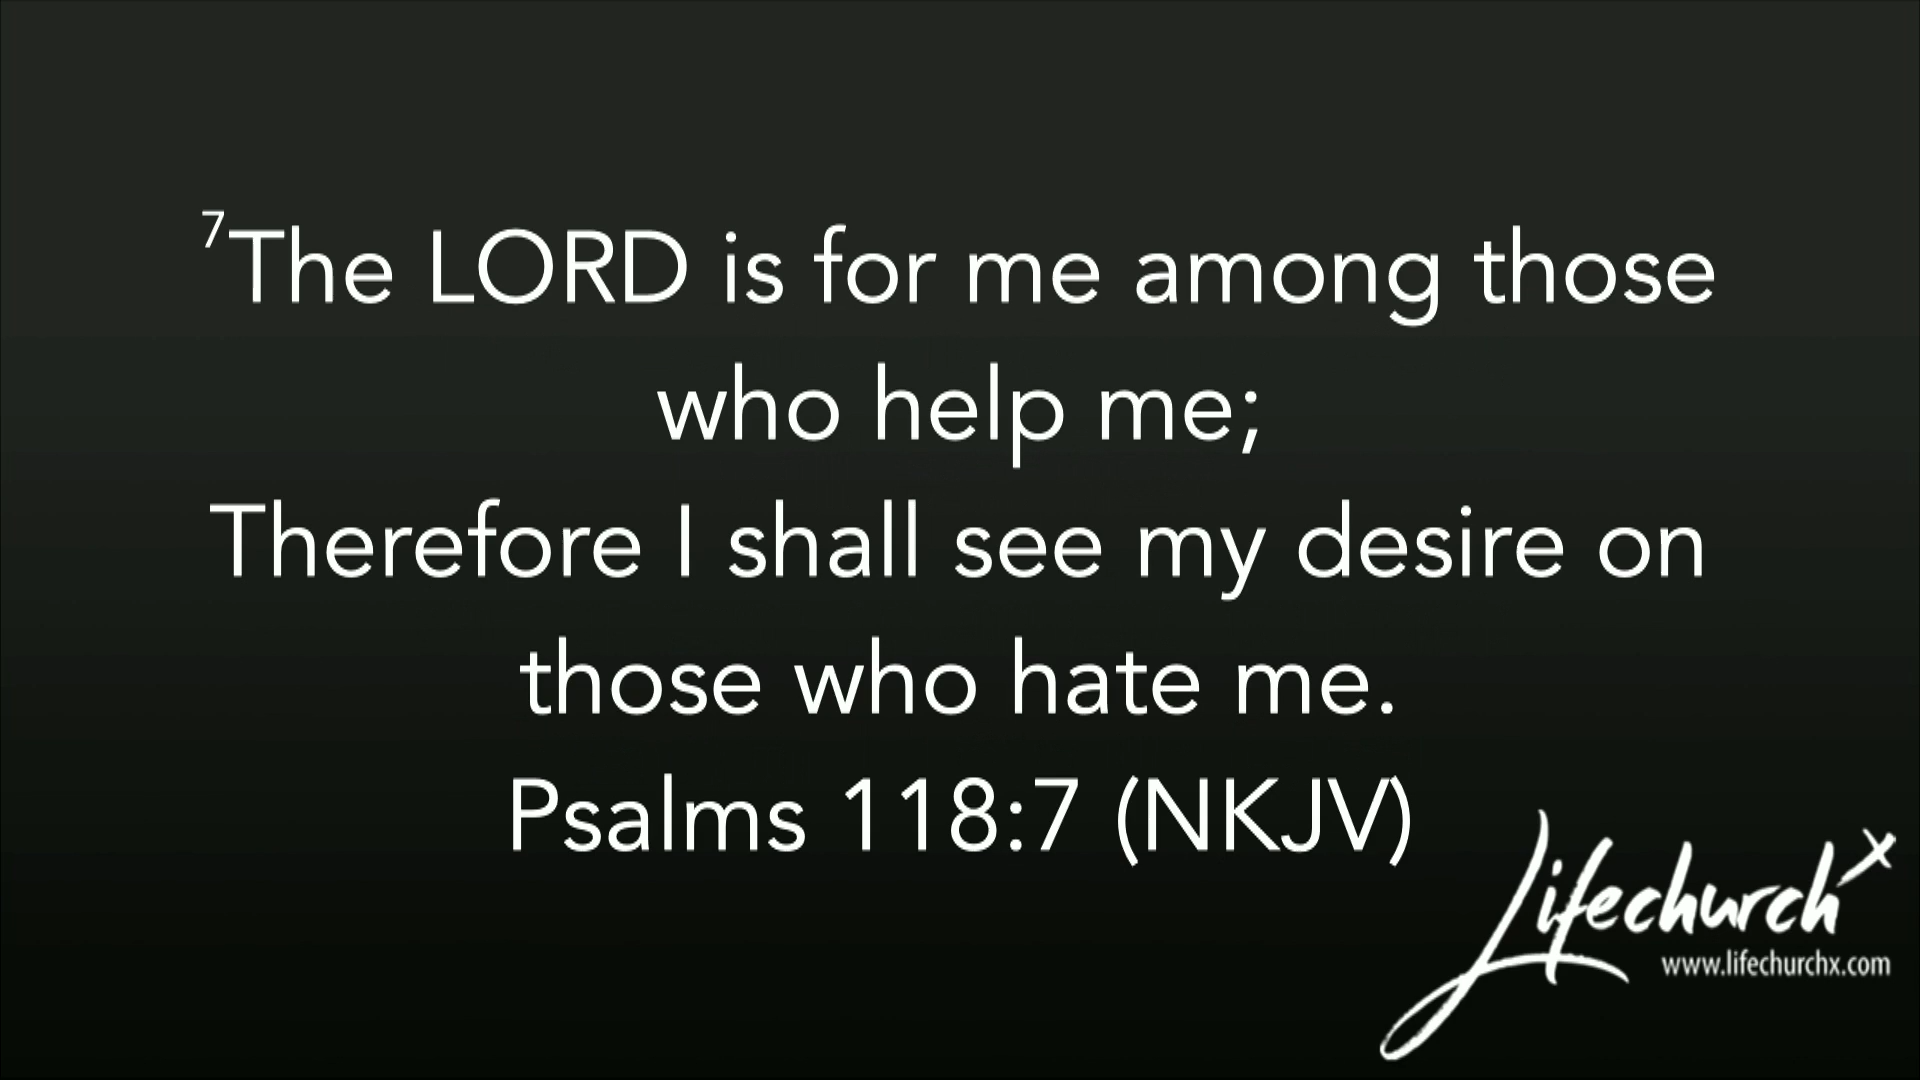 ⁷The LORD is for me among those
who help me;
Therefore I shall see my desire on
those who hate me.
Psalms 118:7 (NKJV)
Lifechurch x
www.lifechurchx.com